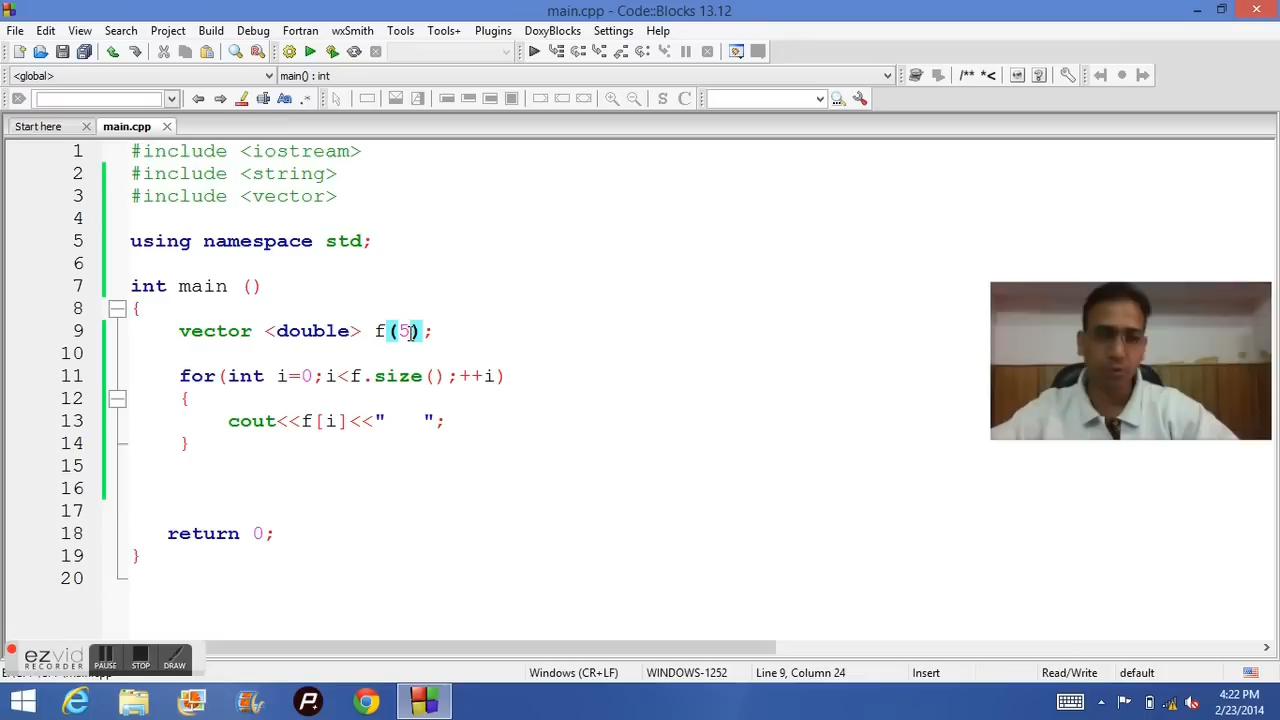 main.cpp - Code::Blocks 13.12
File Edit View Search Project Build Debug Fortran wxSmith Tools Tools+ Plugins DoxyBlocks Settings Help
<global> main() : int /** *<
S C
Start here main.cpp
1 #include <iostream>
2 #include <string>
3 #include <vector>
4
5 using namespace std;
6
7 int main ()
8 {
9 vector <double> f(5);
10
11 for(int i=0;i<f.size();++i)
12 {
13 cout<<f[i]<<"   ";
14 }
15
16
17
18 return 0;
19 }
20
ezvid
RECORDER
PAUSE STOP DRAW
Windows (CR+LF) WINDOWS-1252 Line 9, Column 24 Insert Read/Write default
4:22 PM
2/23/2014